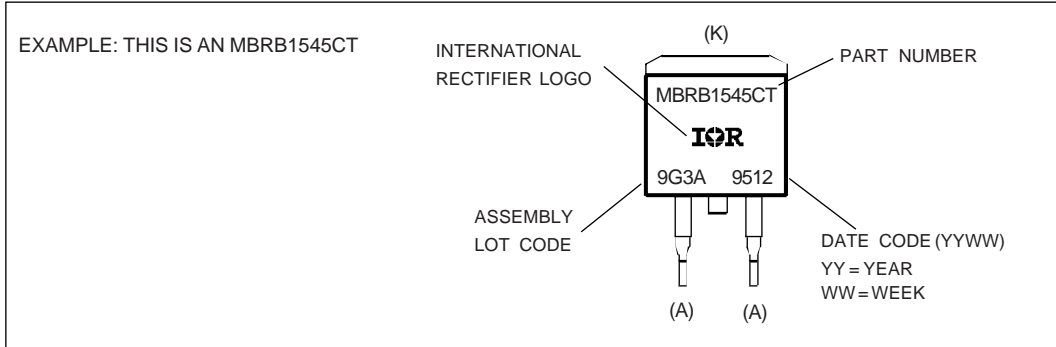 EXAMPLE: THIS IS AN MBRB1545CT
INTERNATIONAL
RECTIFIER LOGO
(K)
PART NUMBER
MBRB1545CT
IOR
9G3A 9512
ASSEMBLY
LOT CODE
DATE CODE (YYWW)
YY = YEAR
WW = WEEK
(A) (A)